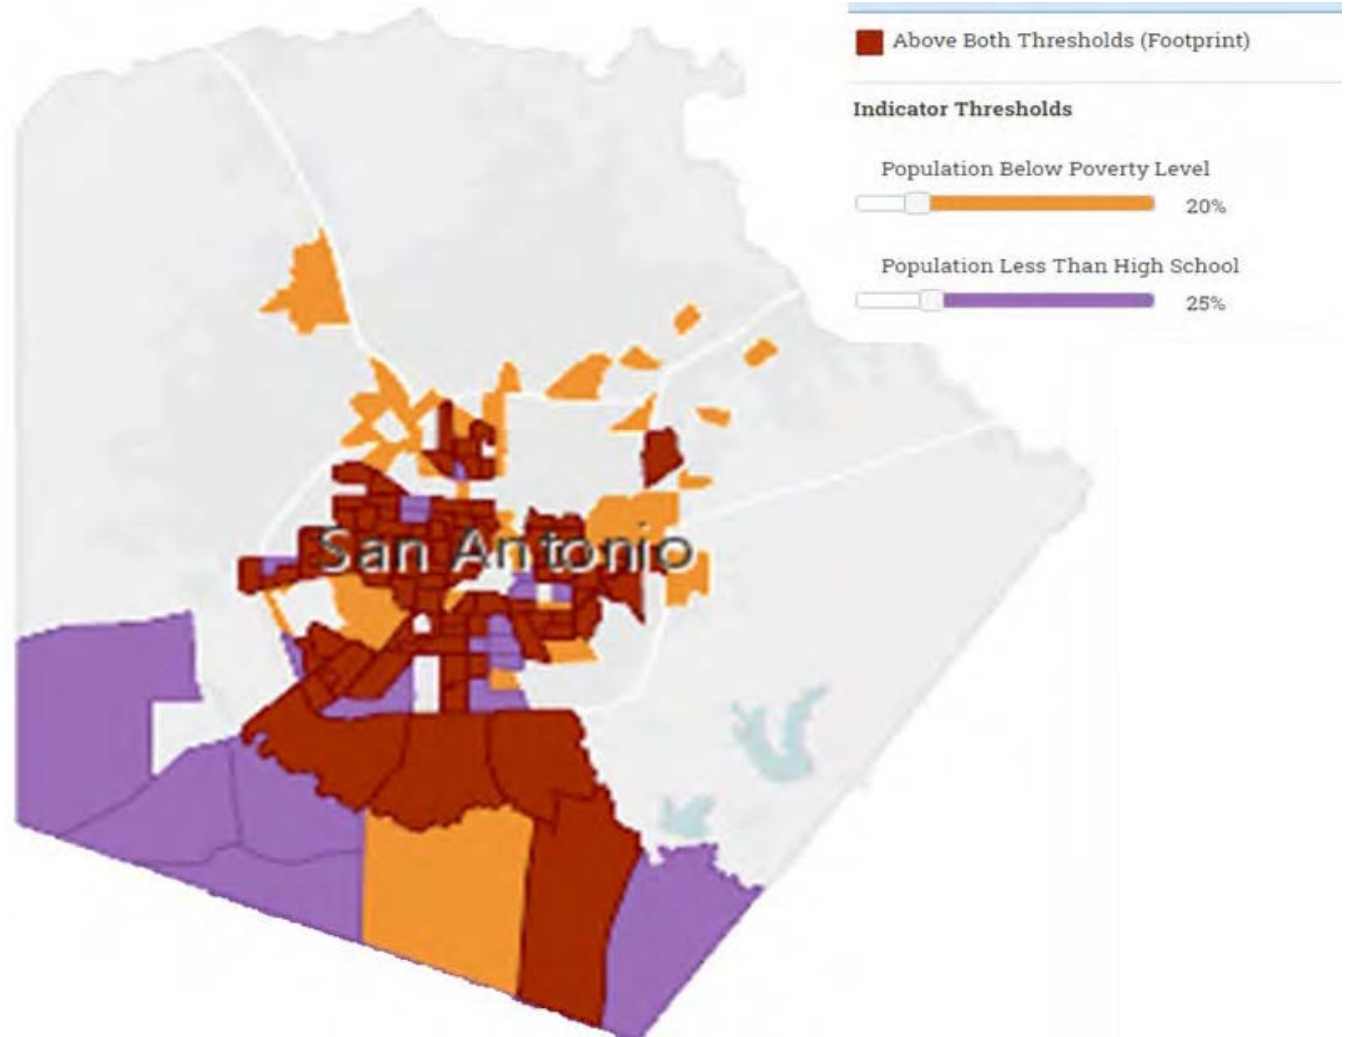 Above Both Thresholds (Footprint)
Indicator Thresholds
Population Below Poverty Level
20%
Population Less Than High School
25%
San Antonio